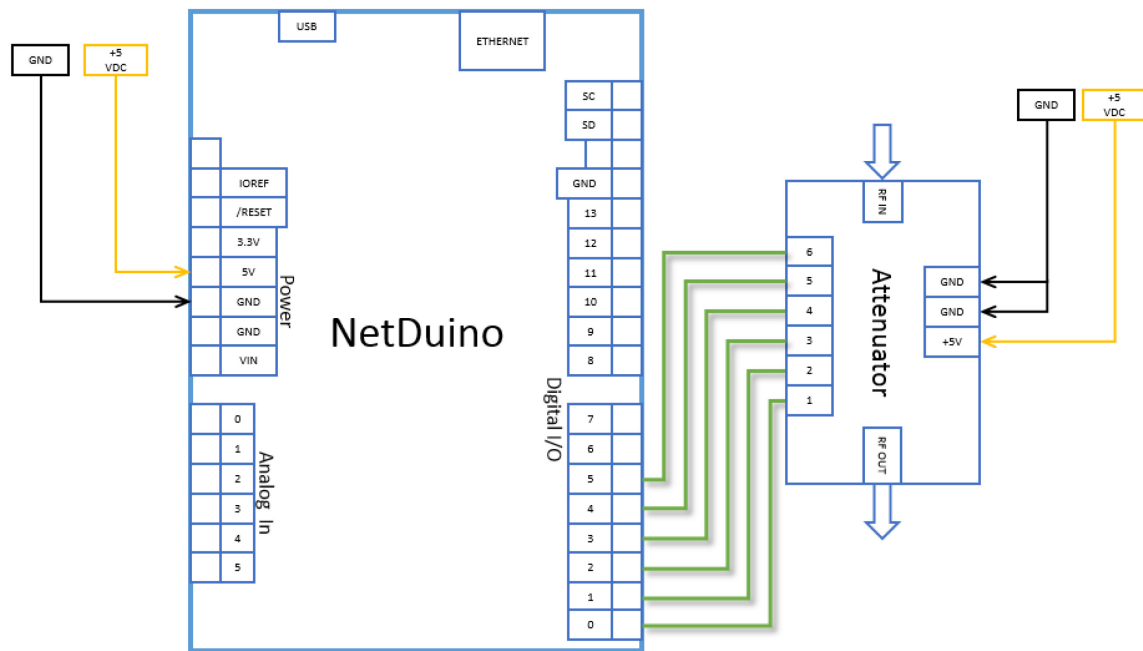 USB
ETHERNET
GND
+5
VDC
SC
SD
GND
13
12
11
10
9
8
IOREF
/RESET
3.3V
5V
GND
GND
VIN
Power
NetDuino
0
1
2
3
4
5
Analog In
Digital I/O
7
6
5
4
3
2
1
0
GND
+5
VDC
RF IN
6
5
4
3
2
1
Attenuator
GND
GND
+5V
RF OUT